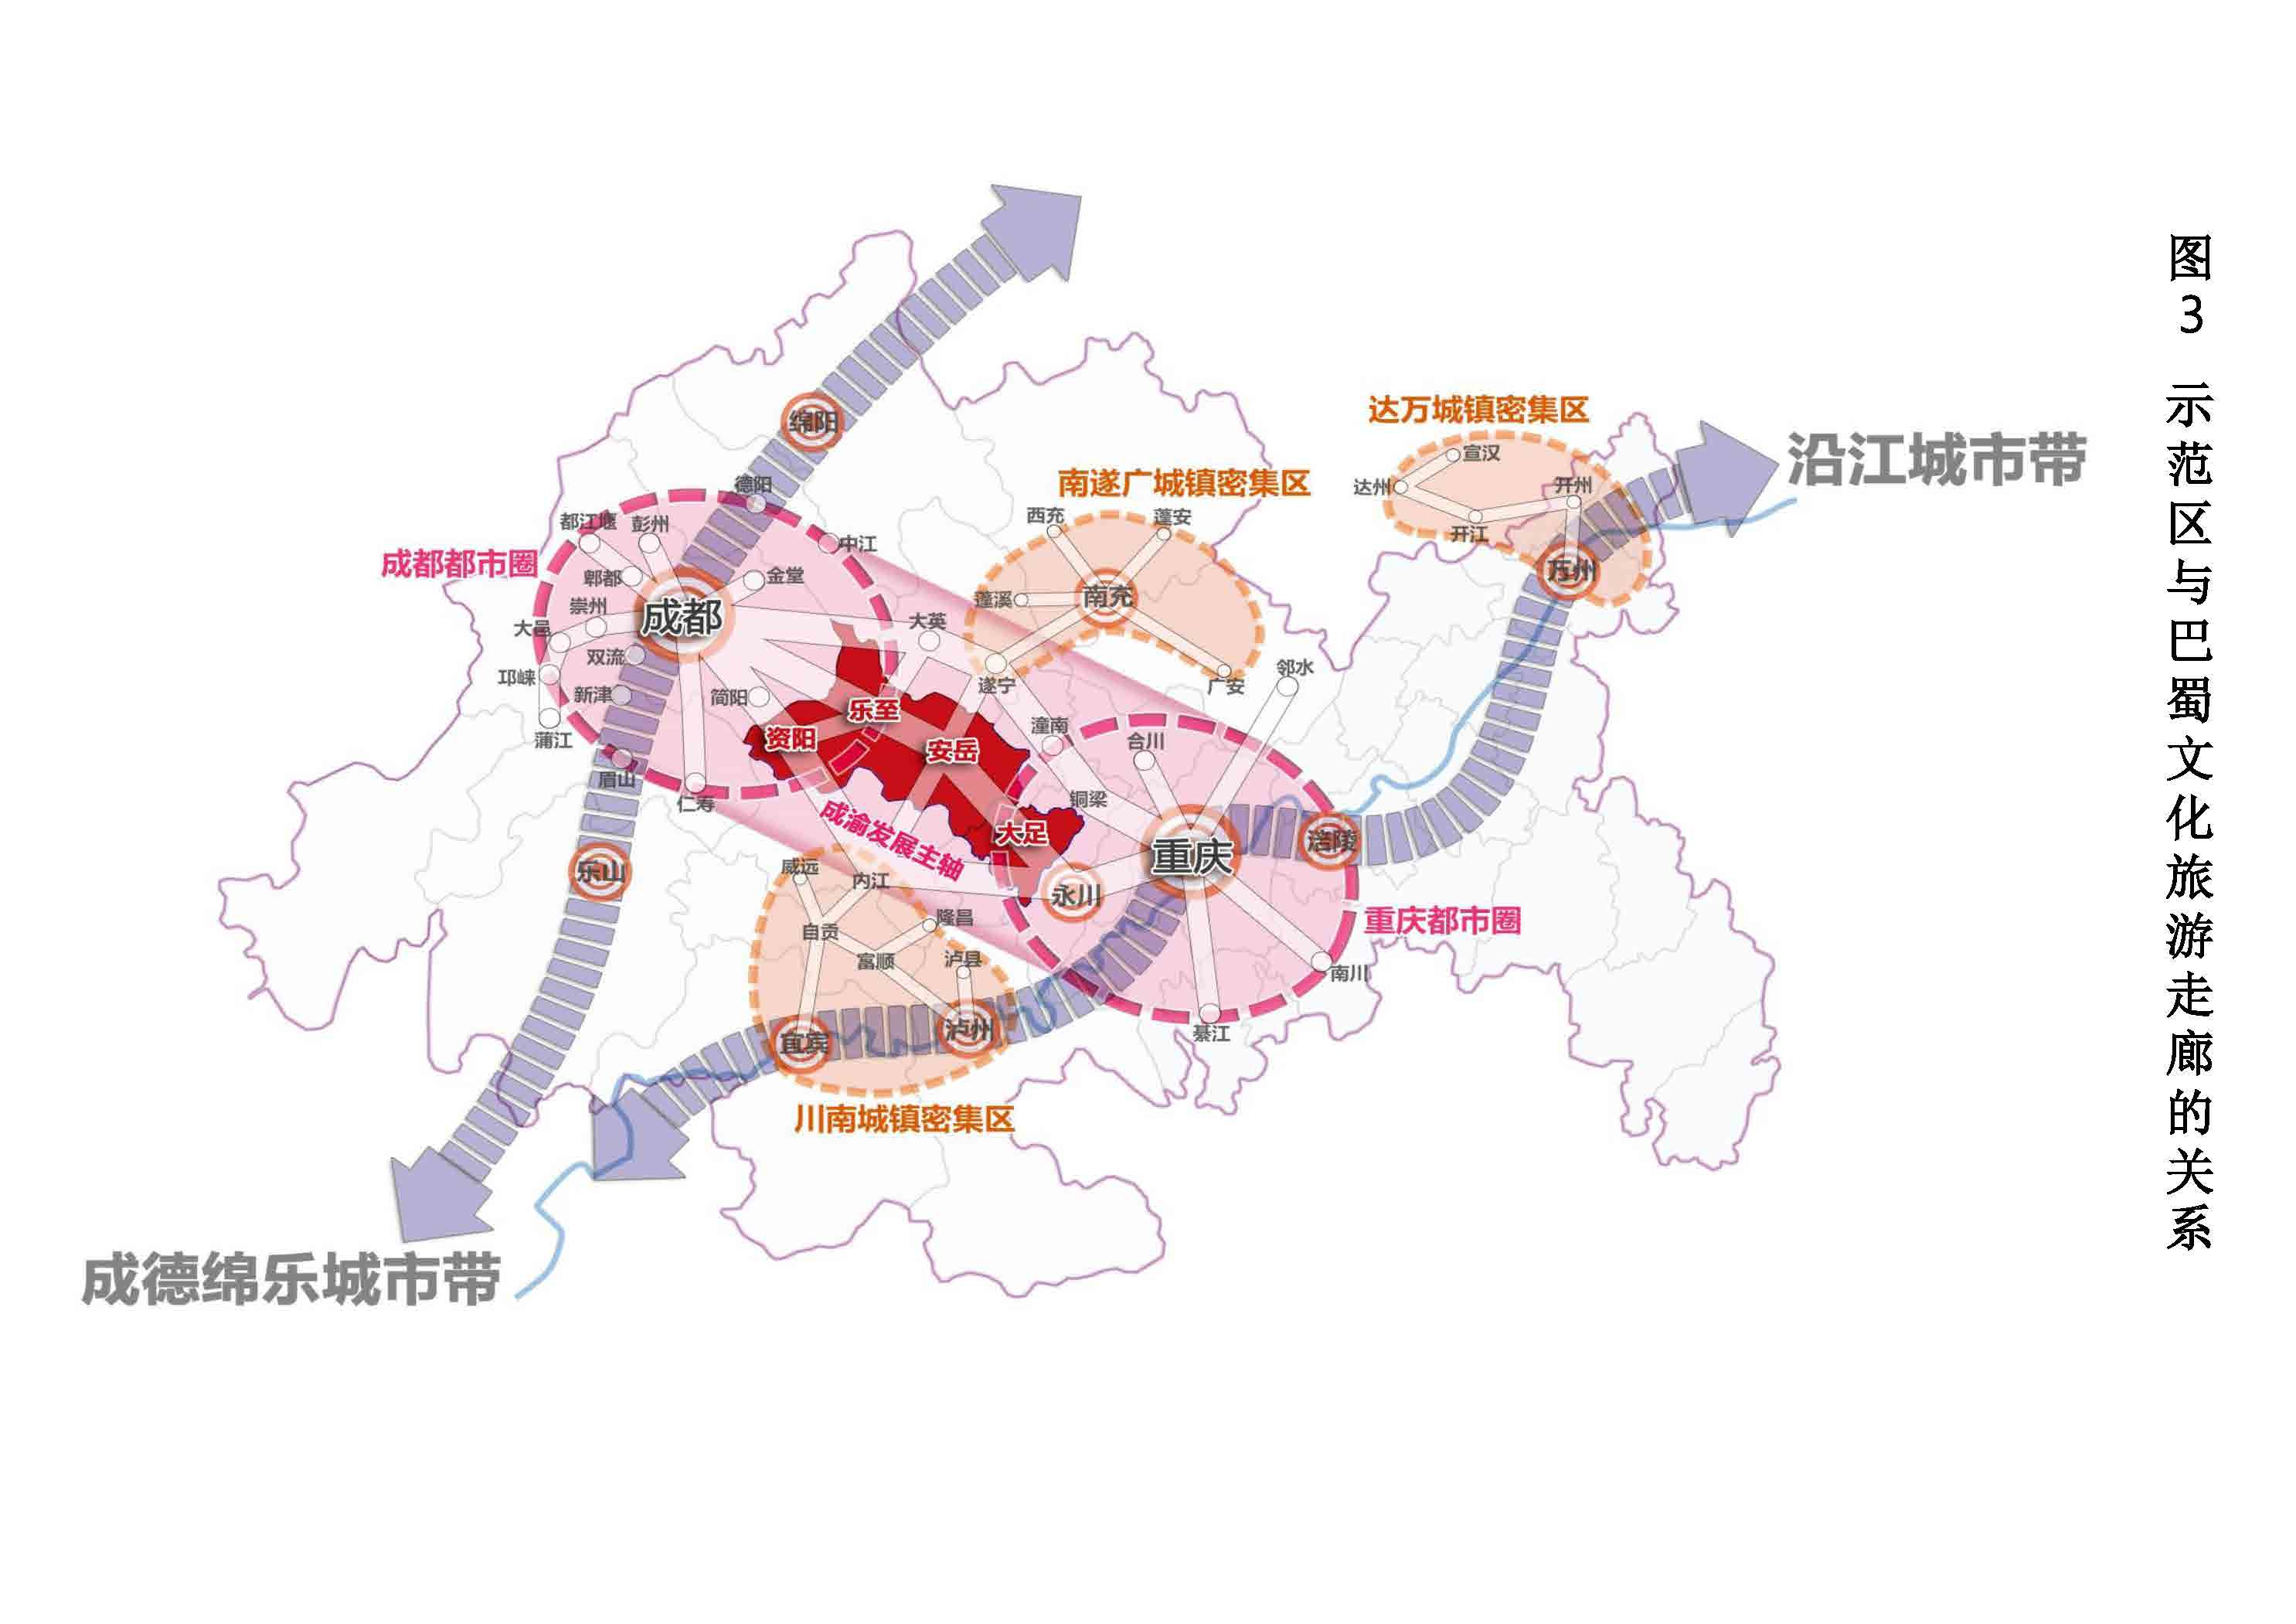 图3 示范区与巴蜀文化旅游走廊的关系
绵阳
达万城镇密集区
宣汉
沿江城市带
达州
开州
开江
万州
南遂广城镇密集区
西充
蓬安
蓬溪
南充
遂宁
广安
邻水
德阳
都江堰
彭州
中江
成都都市圈
郫都
金堂
崇州
成都
大邑
大英
双流
邛崃
新津
简阳
乐至
资阳
安岳
蒲江
眉山
仁寿
潼南
合川
铜梁
成渝发展主轴
大足
重庆
涪陵
乐山
威远
内江
永川
隆昌
重庆都市圈
自贡
富顺
泸县
南川
宜宾
泸州
綦江
川南城镇密集区
成德绵乐城市带